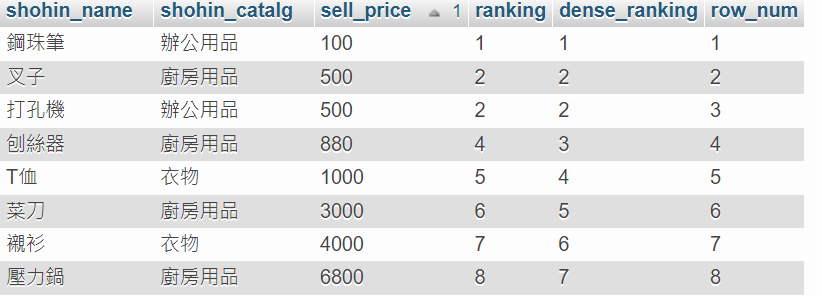 shohin_name shohin_catalg sell_price 1 ranking dense_ranking row_num
鋼珠筆 辦公用品 100 1 1 1
叉子 廚房用品 500 2 2 2
打孔機 辦公用品 500 2 2 3
刨絲器 廚房用品 880 4 3 4
T恤 衣物 1000 5 4 5
菜刀 廚房用品 3000 6 5 6
襯衫 衣物 4000 7 6 7
壓力鍋 廚房用品 6800 8 7 8